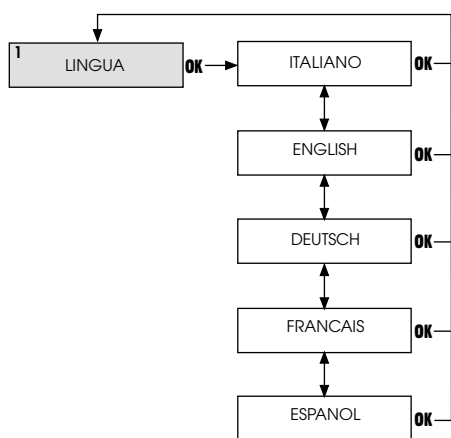 1
LINGUA OK ITALIANO OK
ENGLISH OK
DEUTSCH OK
FRANCAIS OK
ESPANOL OK